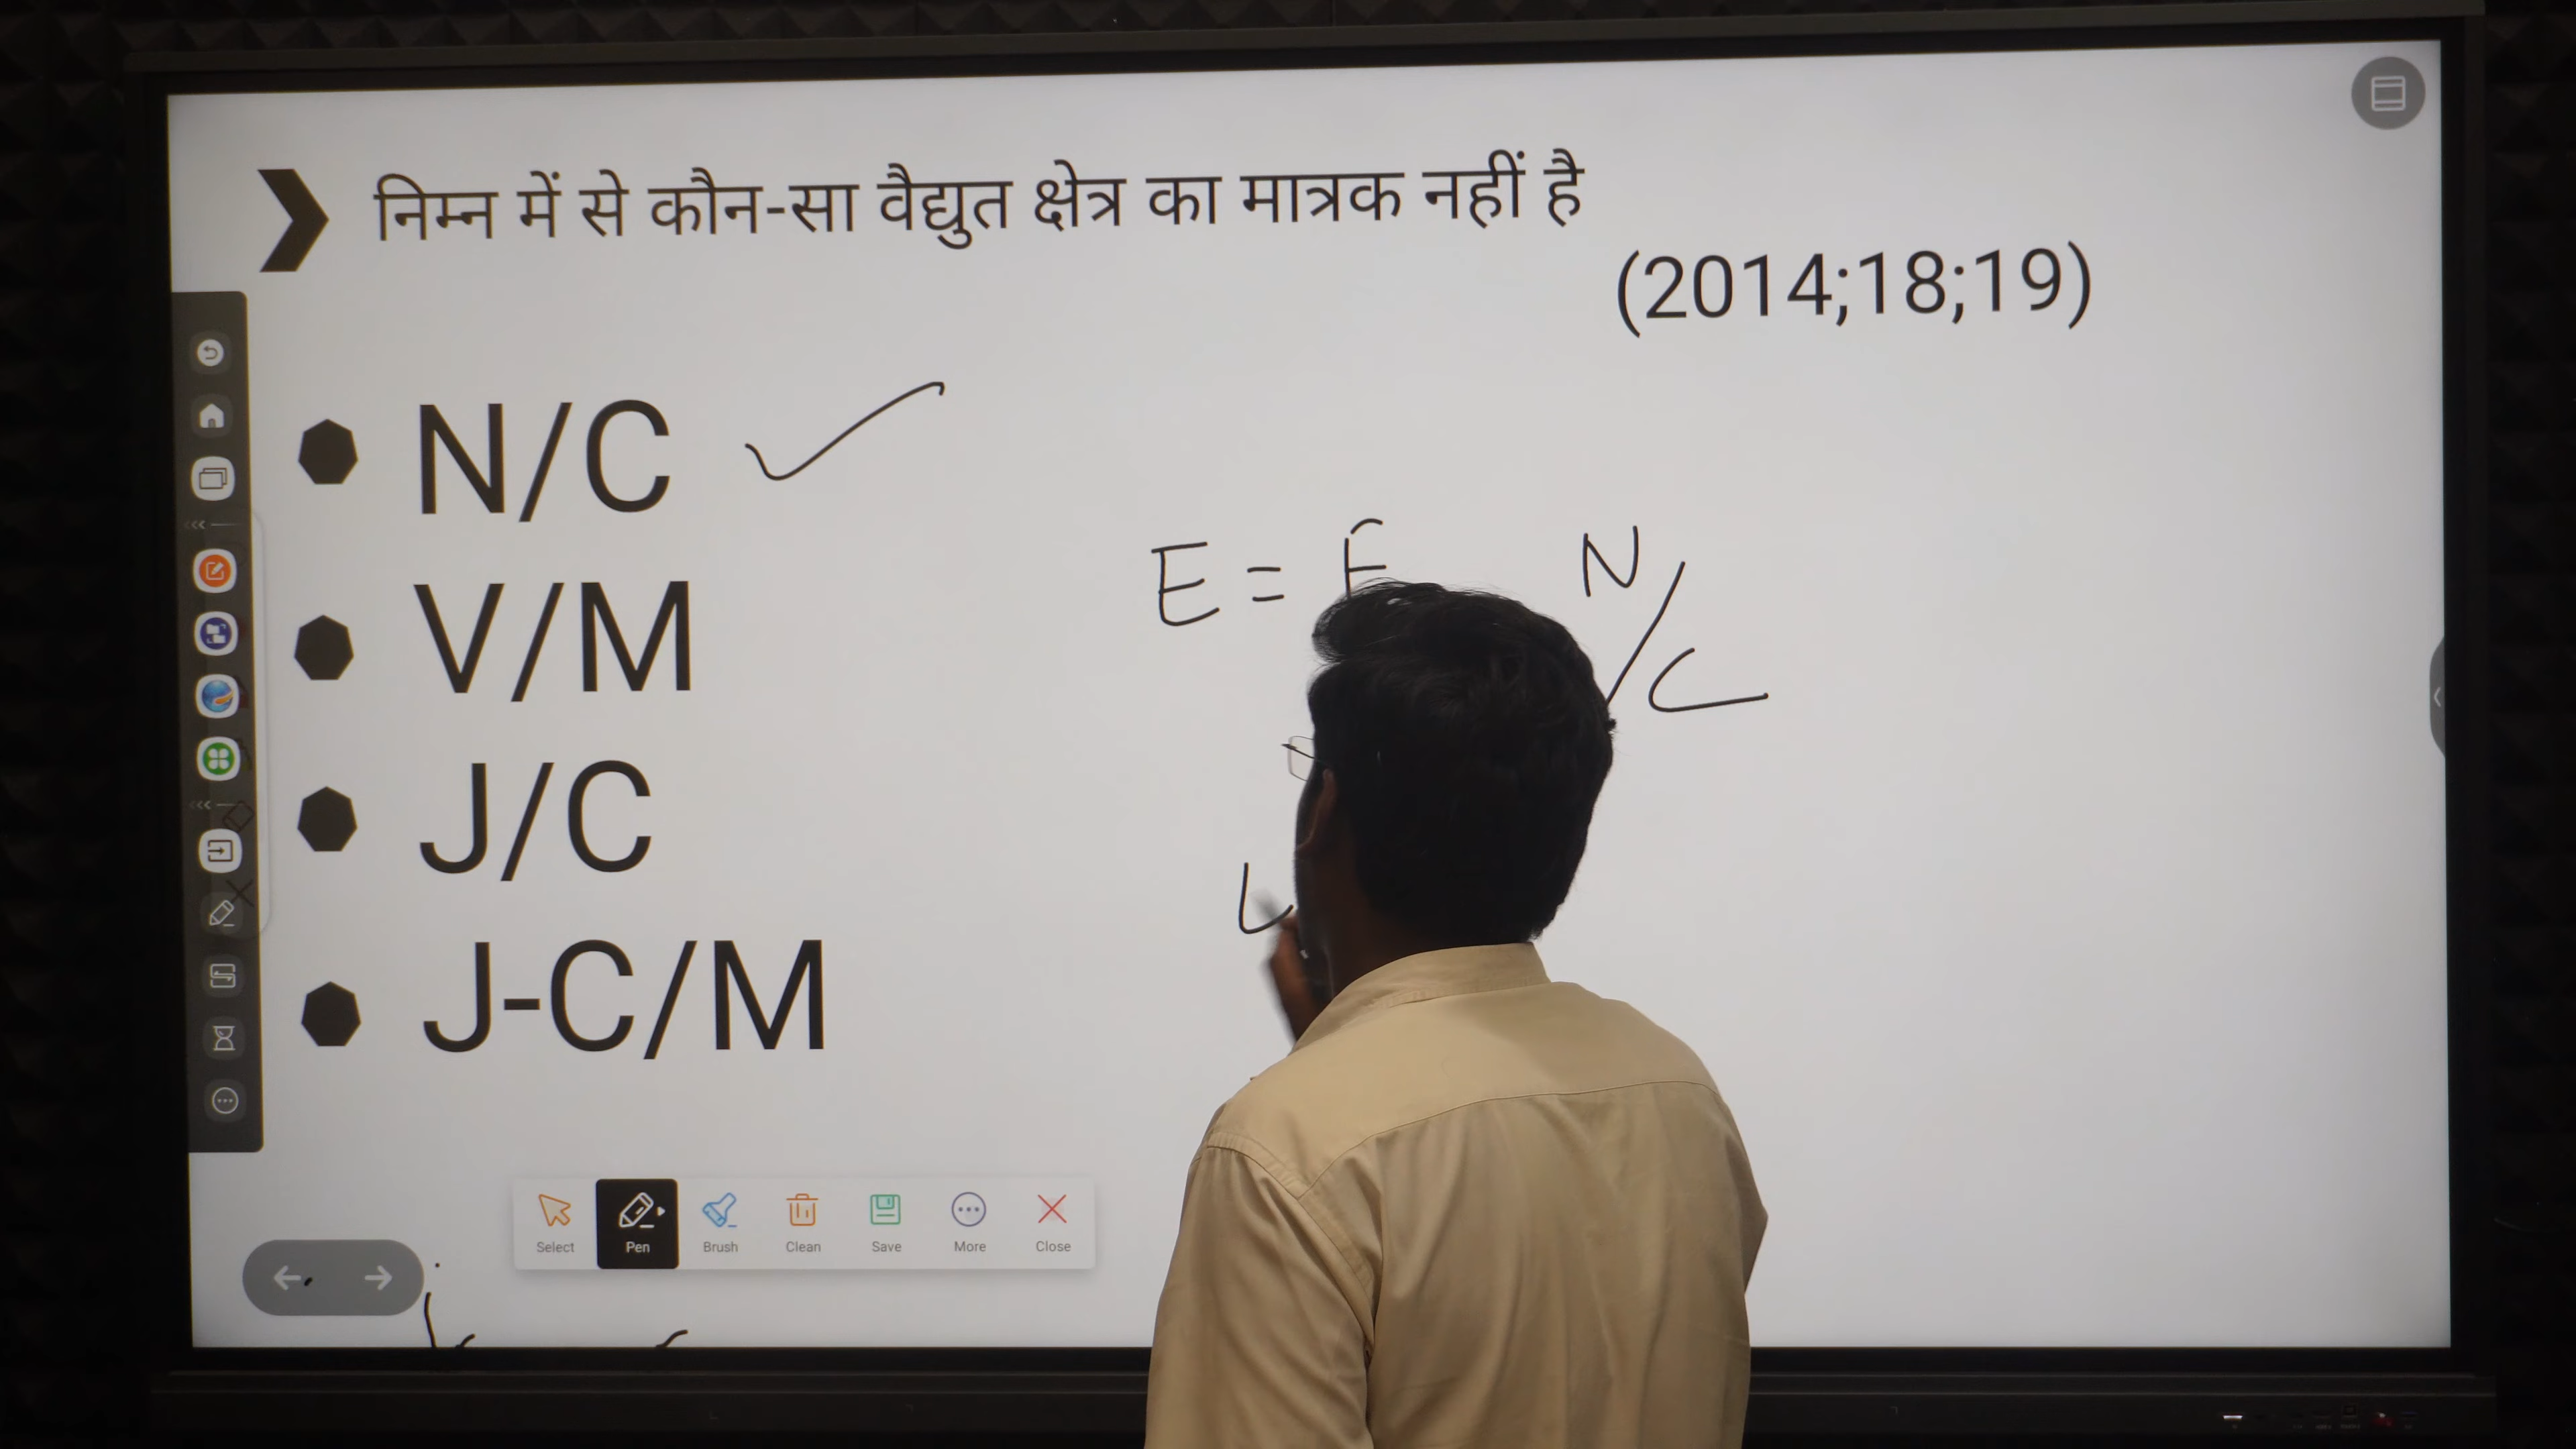 निम्न में से कौन-सा वैद्युत क्षेत्र का मात्रक नहीं है
(2014;18;19)
N/C
V/M
J/C
J-C/M
E = F
N/C
Select Pen Brush Clean Save More Close